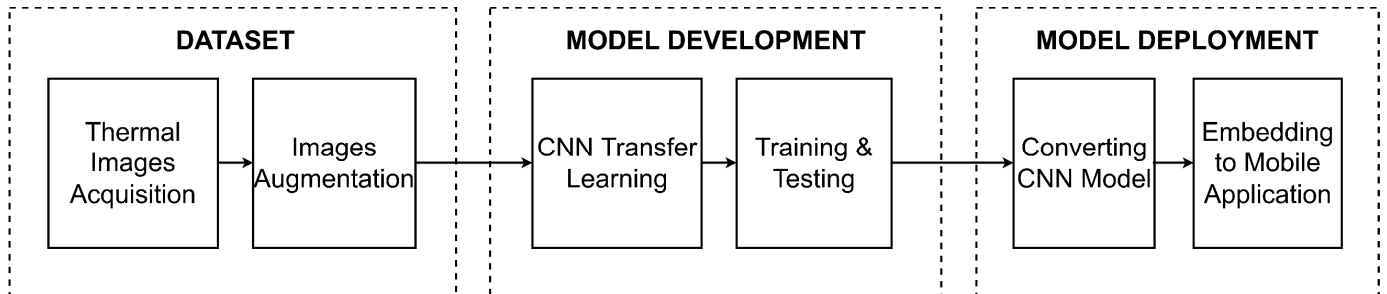 DATASET
Thermal
Images
Acquisition
Images
Augmentation
MODEL DEVELOPMENT
CNN Transfer
Learning
Training &
Testing
MODEL DEPLOYMENT
Converting
CNN Model
Embedding
to Mobile
Application